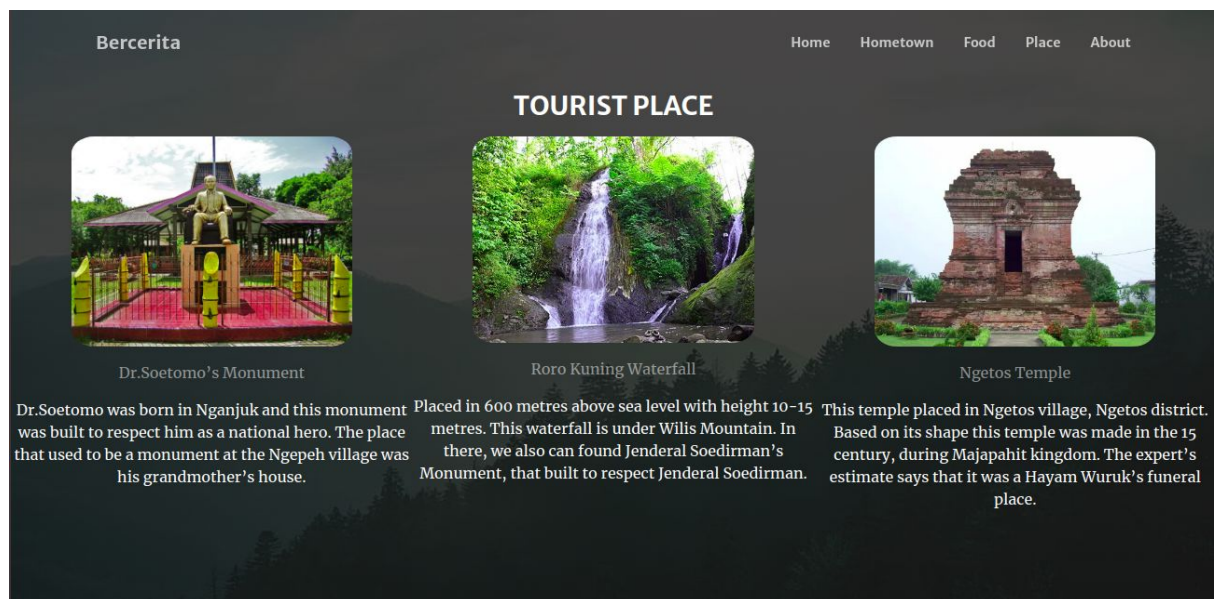 Bercerita
Home Hometown Food Place About
TOURIST PLACE
Dr.Soetomo's Monument
Dr.Soetomo was born in Nganjuk and this monument
was built to respect him as a national hero. The place
that used to be a monument at the Ngepeh village was
his grandmother's house.
Roro Kuning Waterfall
Placed in 600 metres above sea level with height 10-15
metres. This waterfall is under Wilis Mountain. In
there, we also can found Jenderal Soedirman's
Monument, that built to respect Jenderal Soedirman.
Ngetos Temple
This temple placed in Ngetos village, Ngetos district.
Based on its shape this temple was made in the 15
century, during Majapahit kingdom. The expert's
estimate says that it was a Hayam Wuruk's funeral
place.